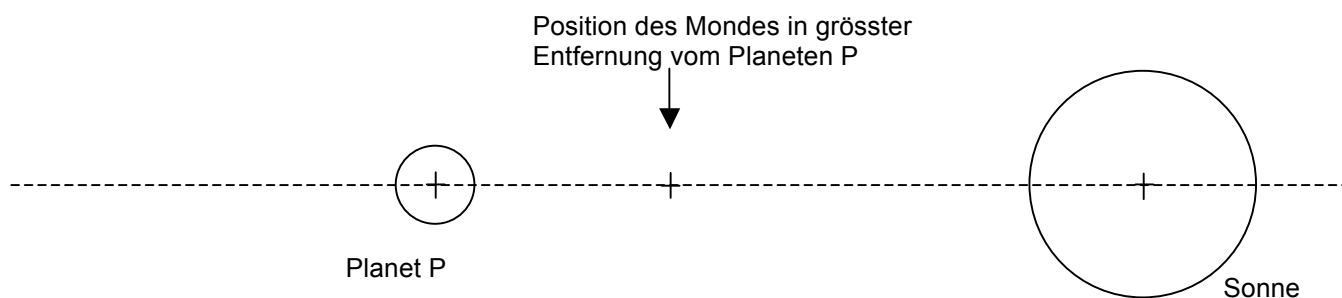 Position des Mondes in grösster
Entfernung vom Planeten P
Planet P
Sonne